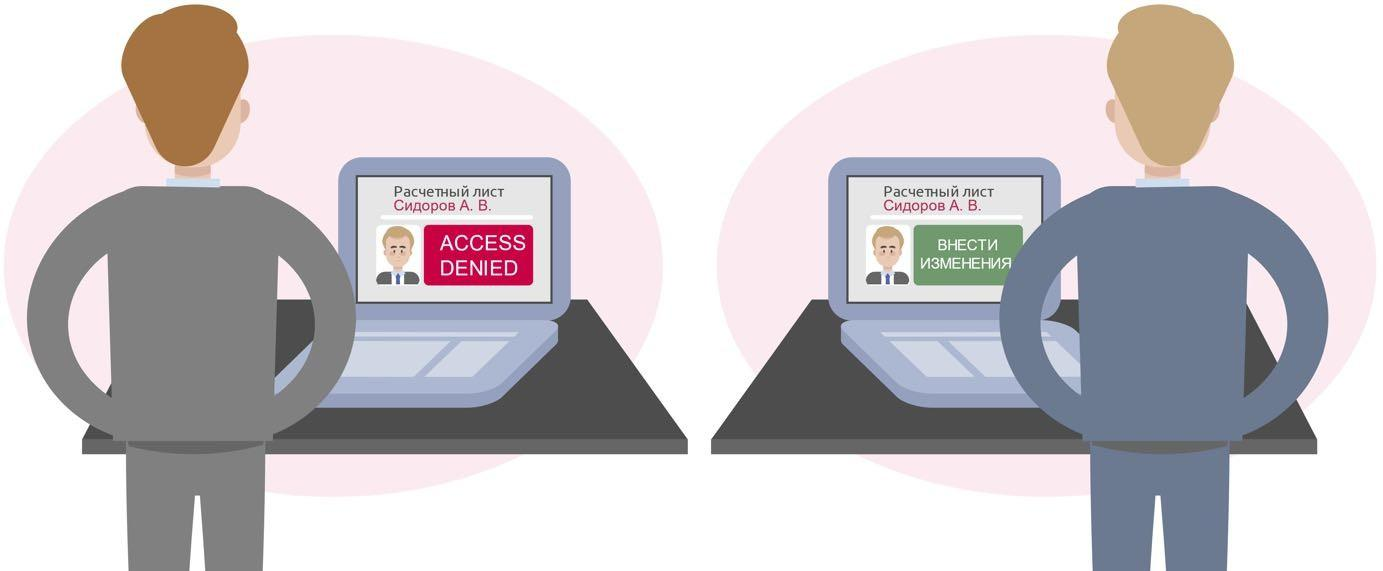 Расчетный лист
Сидоров А. В.
ACCESS
DENIED
Расчетный лист
Сидоров А. В.
ВНЕСТИ
ИЗМЕНЕНИЯ